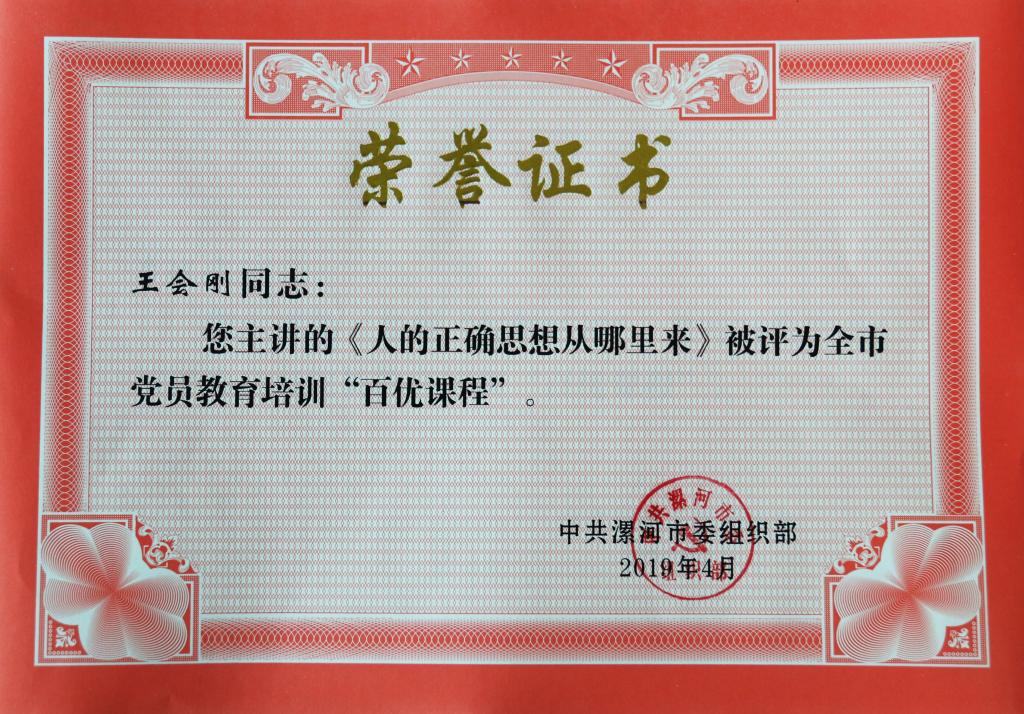 荣誉证书
王会刚同志：
您主讲的《人的正确思想从哪里来》被评为全市
党员教育培训“百优课程”。
中共漯河市委组织部
2019年4月